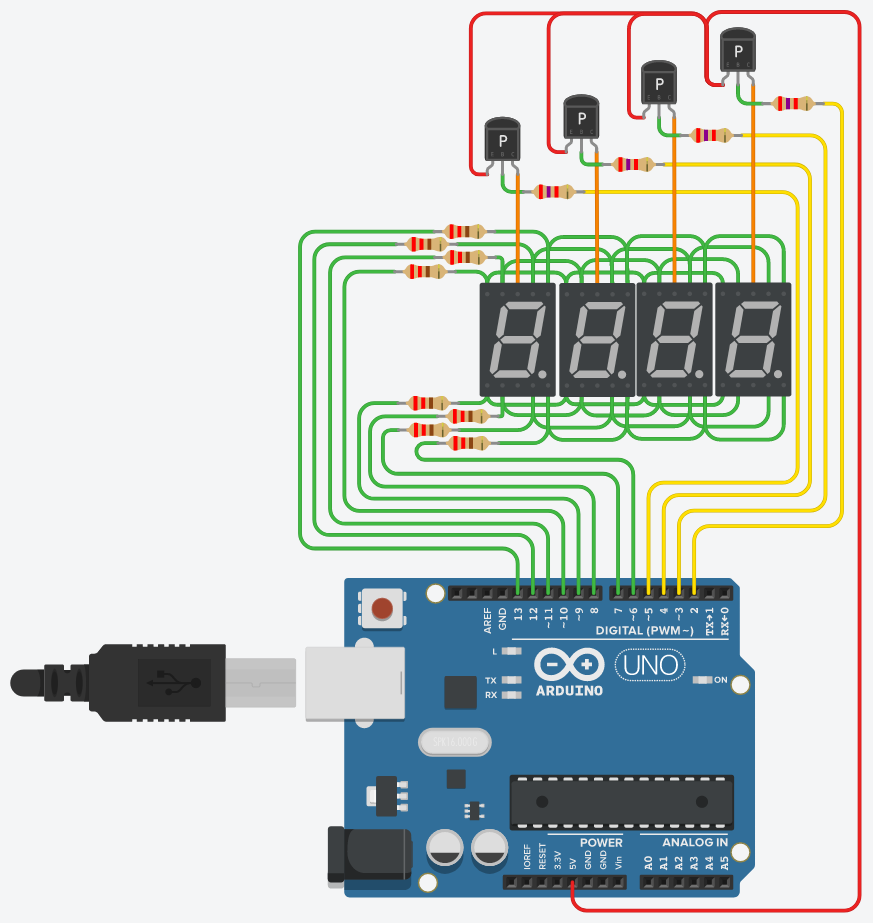 P
P
P
P
E B C
E B C
E B C
E B C
AREF
GND
13
12
~11
~10
~9
8
7
~6
~5
4
~3
2
TX→1
RX←0
DIGITAL (PWM~)
L
TX
RX
ARDUINO
UNO
ON
IOREF
RESET
3.3V
5V
GND
GND
Vin
POWER
ANALOG IN
A0
A1
A2
A3
A4
A5